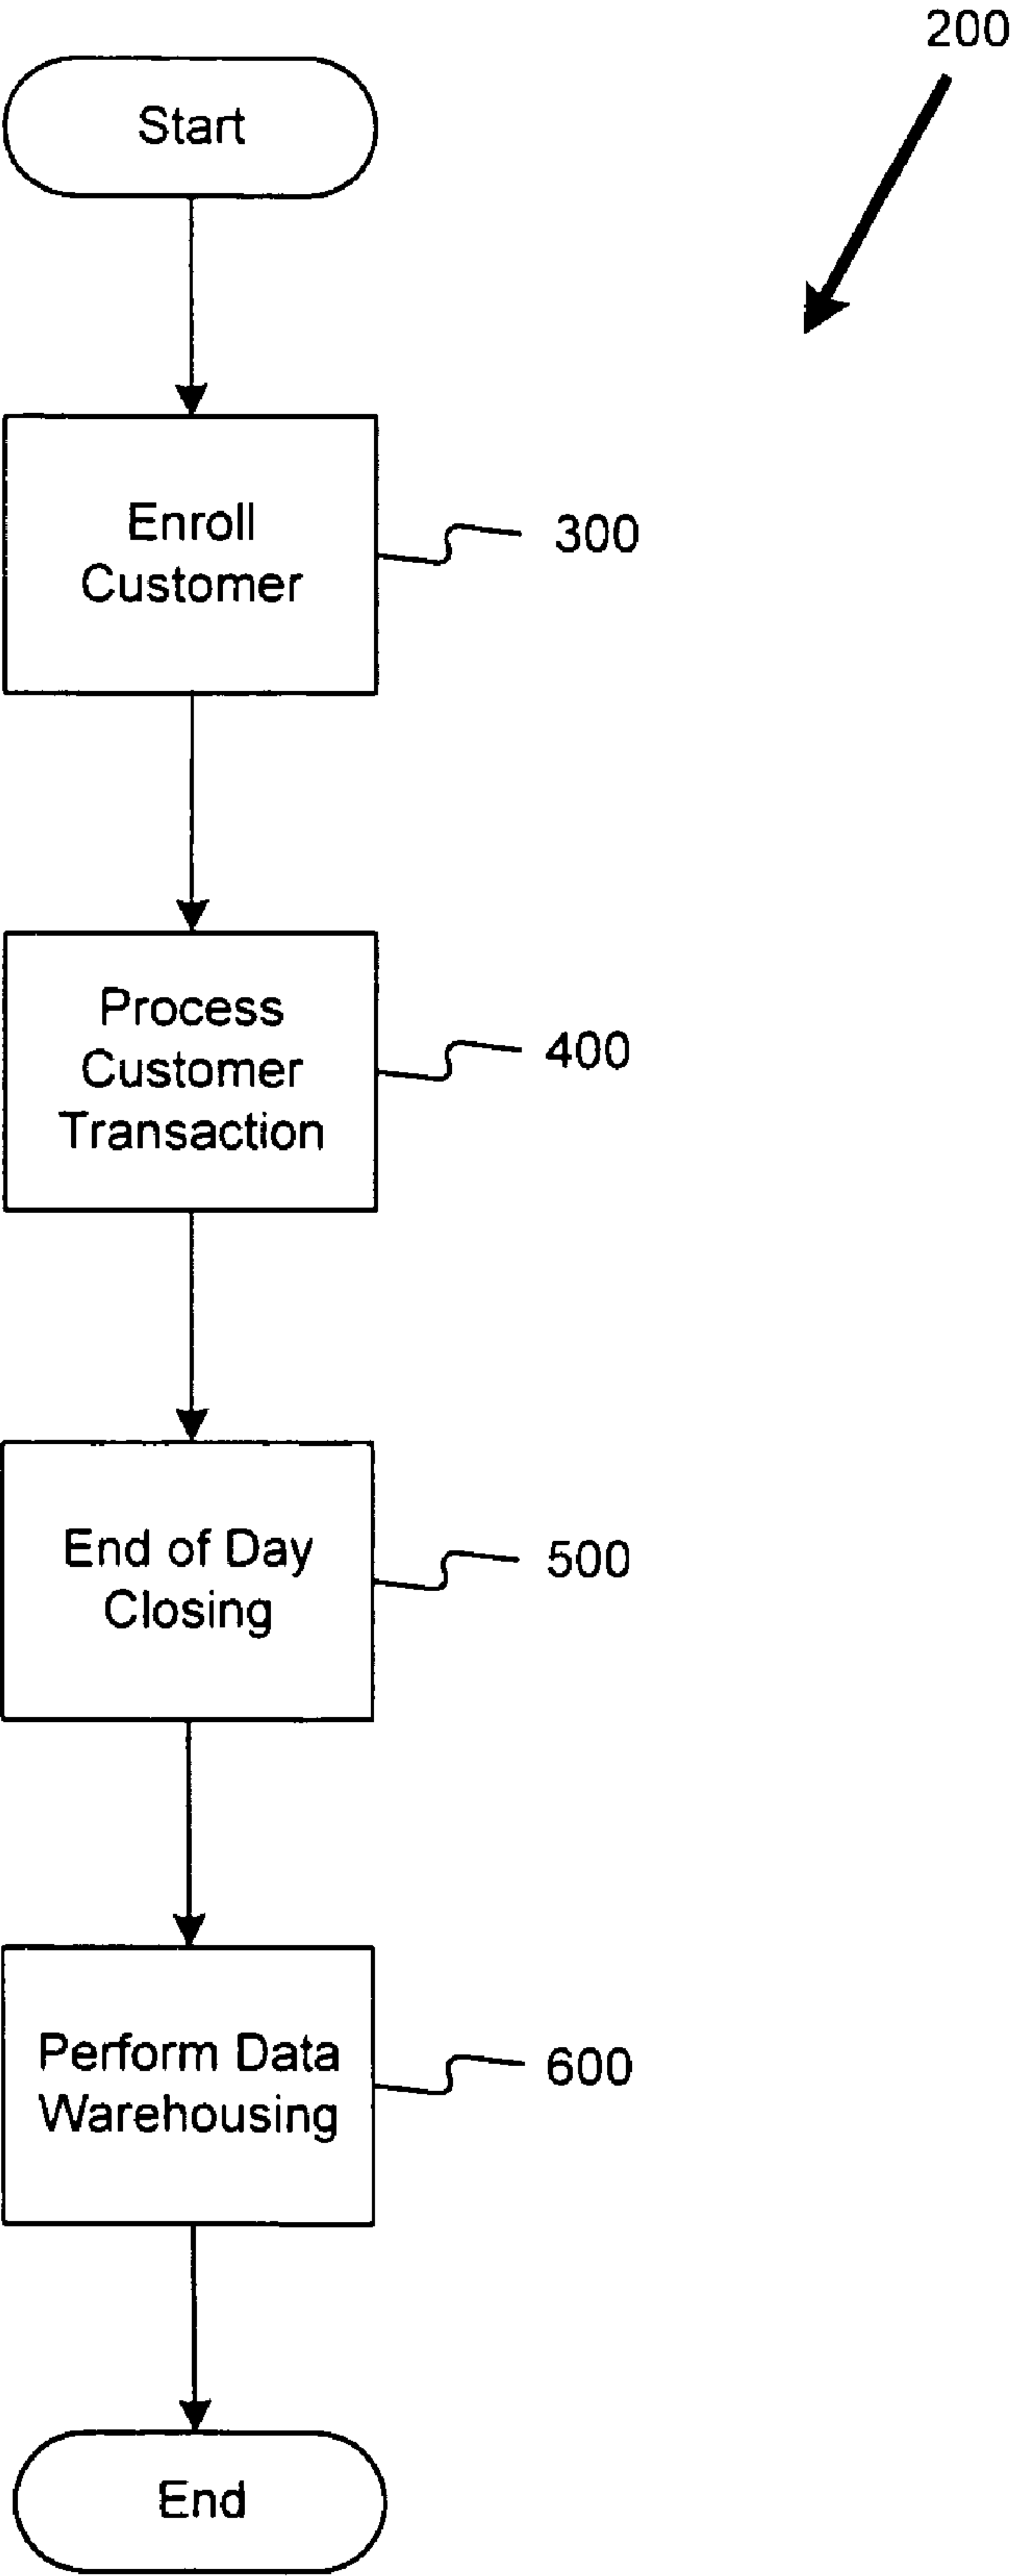 200
Start
Enroll
Customer
300
Process
Customer
Transaction
400
End of Day
Closing
500
Perform Data
Warehousing
600
End